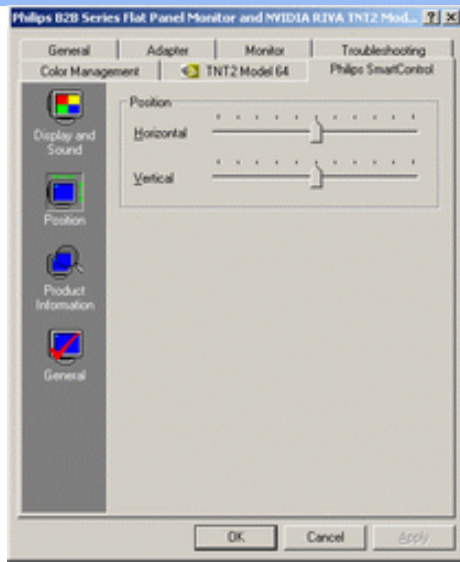 Philips B2B Series Flat Panel Monitor and NVIDIA RIVA TNT2 Mod...
General Adapter Monitor Troubleshooting
Color Management TNT2 Model 64 Philips SmartControl
Display and
Sound
Position
Product
Information
General
Position
Horizontal
Vertical
OK Cancel Apply